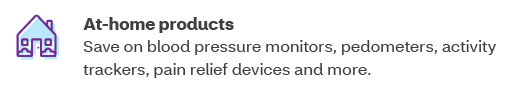 At-home products
Save on blood pressure monitors, pedometers, activity
trackers, pain relief devices and more.